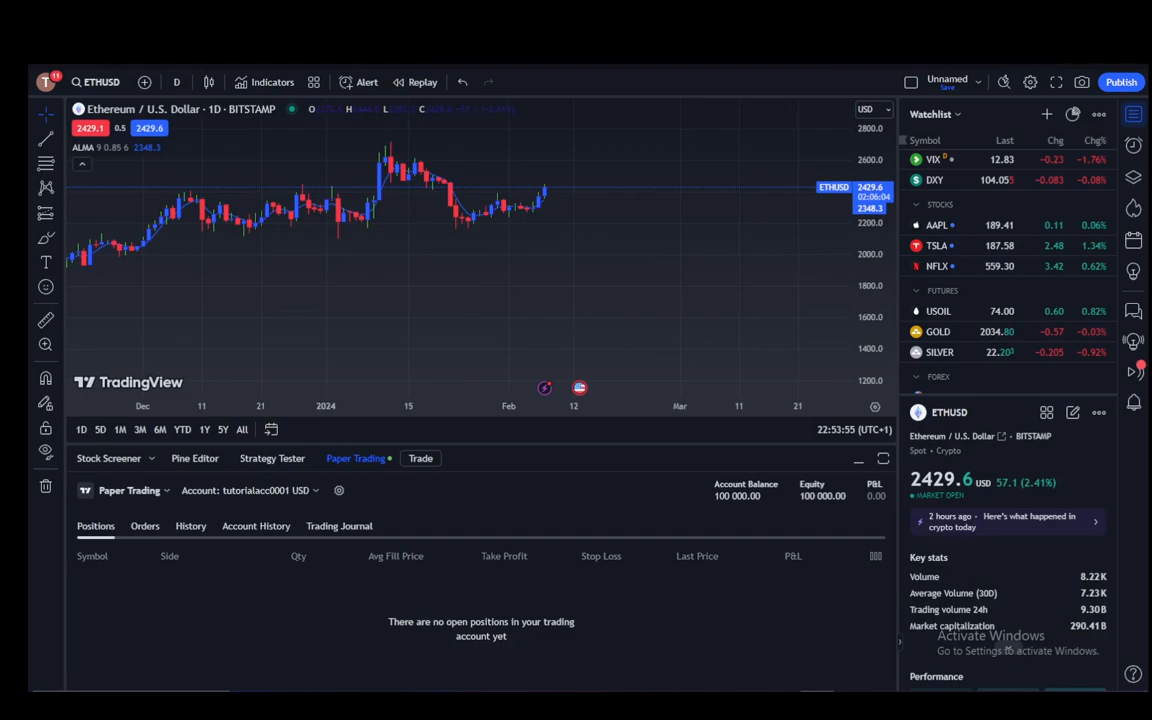 T 11 ETHUSD D Indicators Alert Replay Unnamed Save Publish
Ethereum / U.S. Dollar · 1D · BITSTAMP O H L C USD
2429.1 0.5 2429.6
ALMA 9 0.85 6 2348.3
2800.0
2600.0
ETHUSD 2429.6
02:06:04
2348.3
2200.0
2000.0
1800.0
1600.0
1400.0
1200.0
TradingView
Dec 11 21 2024 15 Feb 12 Mar 11 21
1D 5D 1M 3M 6M YTD 1Y 5Y All 22:53:55 (UTC+1)
Stock Screener Pine Editor Strategy Tester Paper Trading Trade
Paper Trading Account: tutorialacc0001 USD
Account Balance Equity P&L
100 000.00 100 000.00 0.00
Positions Orders History Account History Trading Journal
Symbol Side Qty Avg Fill Price Take Profit Stop Loss Last Price P&L
There are no open positions in your trading
account yet
Watchlist
Symbol Last Chg Chg%
VIX D 12.83 -0.23 -1.76%
DXY 104.055 -0.083 -0.08%
STOCKS
AAPL 189.41 0.11 0.06%
TSLA 187.58 2.48 1.34%
NFLX 559.30 3.42 0.62%
FUTURES
USOIL 74.00 0.60 0.82%
GOLD 2034.80 -0.57 -0.03%
SILVER 22.203 -0.205 -0.92%
FOREX
ETHUSD
Ethereum / U.S. Dollar · BITSTAMP
Spot • Crypto
2429.6 USD 57.1 (2.41%)
MARKET OPEN
2 hours ago · Here's what happened in
crypto today
Key stats
Volume 8.22K
Average Volume (30D) 7.23K
Trading volume 24h 9.30B
Market capitalization 290.41B
Activate Windows
Go to Settings to activate Windows.
Performance